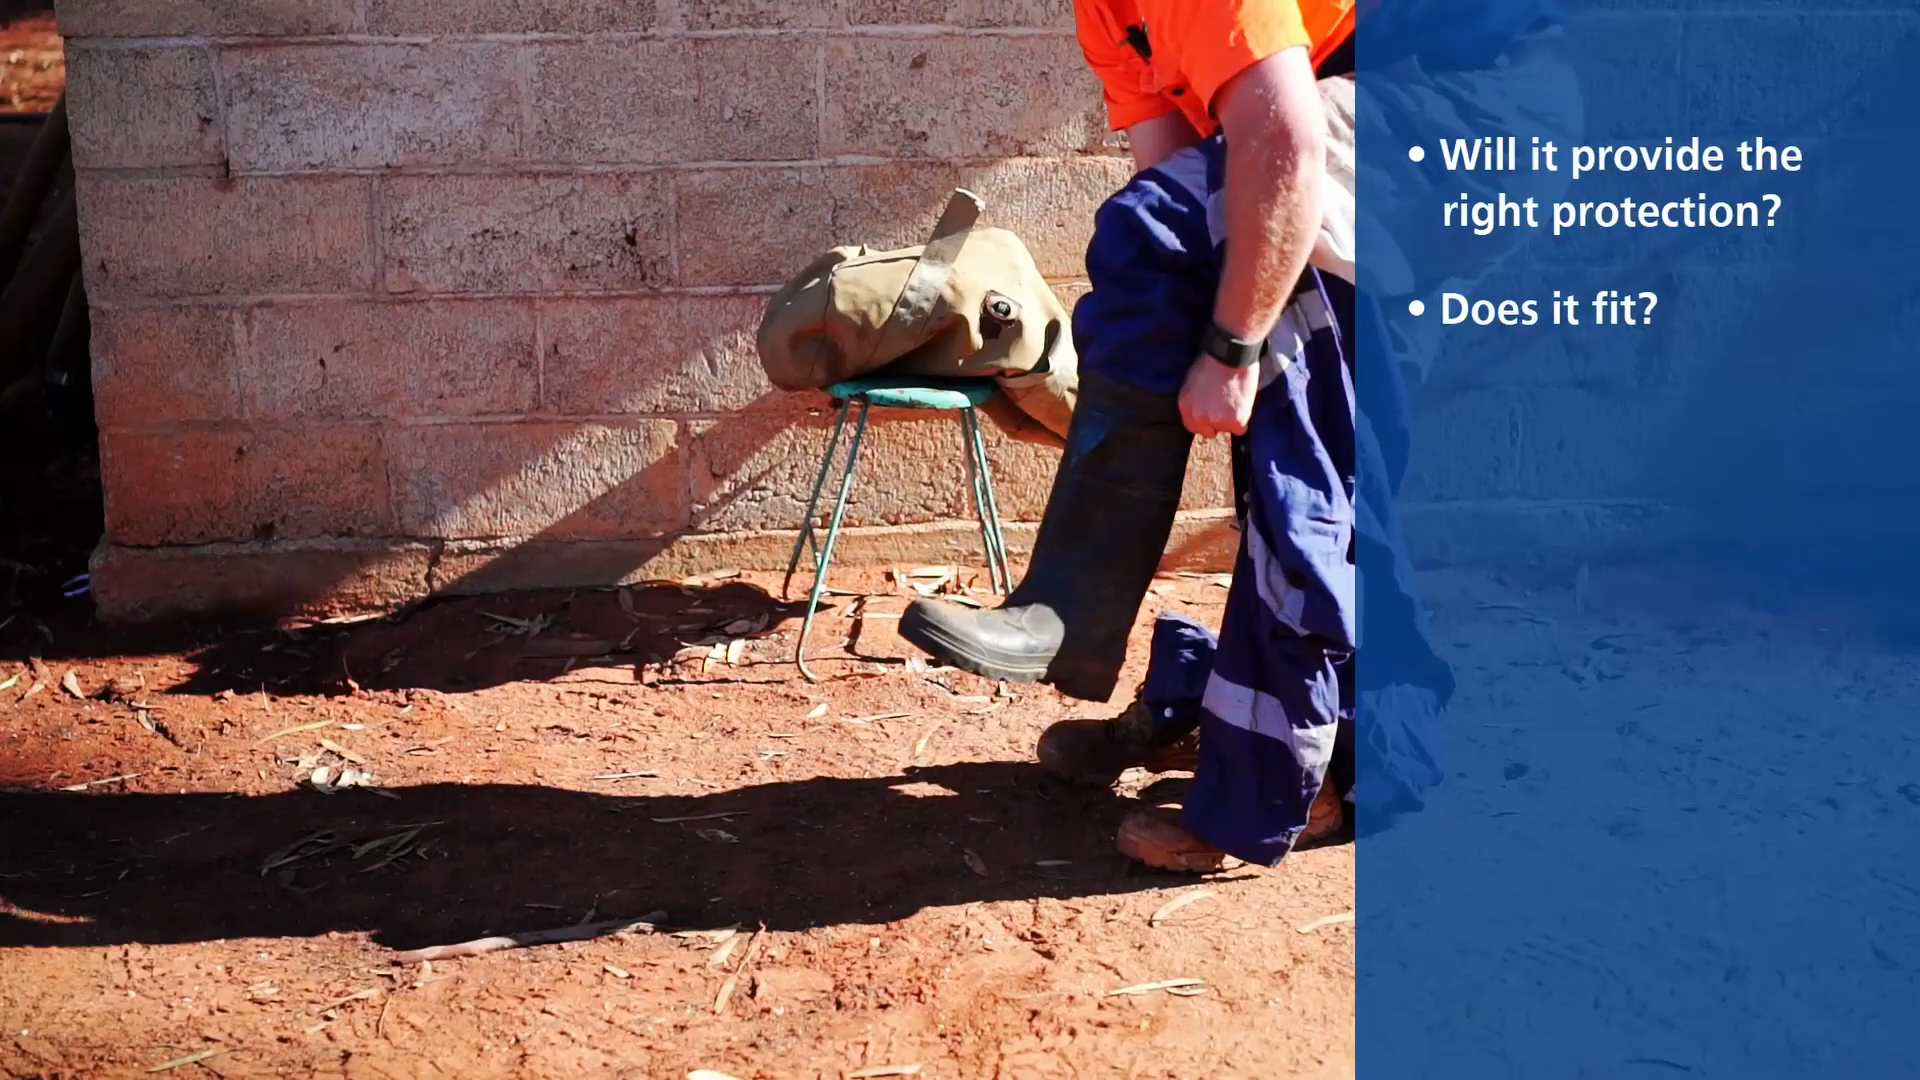 • Will it provide the
right protection?
• Does it fit?